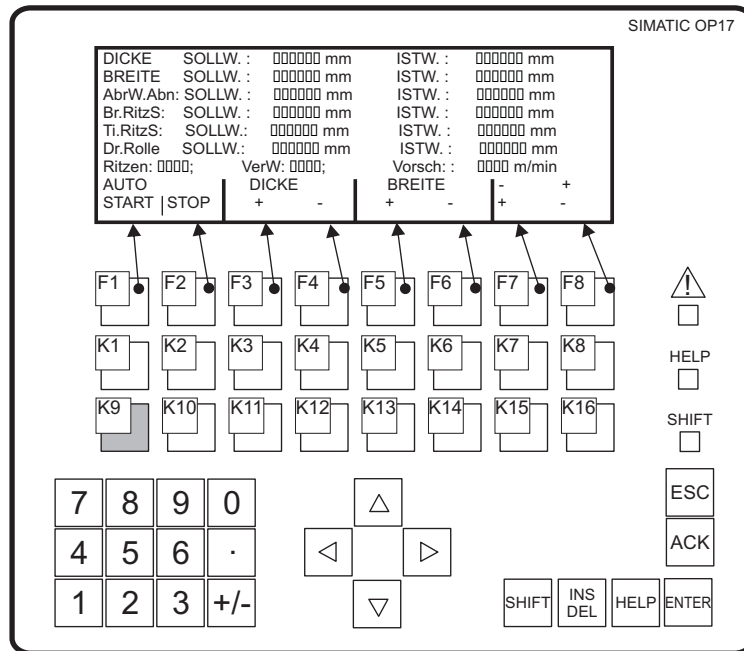 SIMATIC OP17
DICKE SOLLW. : ▯▯▯▯▯▯ mm ISTW. : ▯▯▯▯▯▯ mm
BREITE SOLLW. : ▯▯▯▯▯▯ mm ISTW. : ▯▯▯▯▯▯ mm
AbrW.Abn: SOLLW. : ▯▯▯▯▯▯ mm ISTW. : ▯▯▯▯▯▯ mm
Br.RitzS: SOLLW. : ▯▯▯▯▯▯ mm ISTW. : ▯▯▯▯▯▯ mm
Ti.RitzS: SOLLW.: ▯▯▯▯▯▯ mm ISTW. : ▯▯▯▯▯▯ mm
Dr.Rolle SOLLW.: ▯▯▯▯▯▯ mm ISTW. : ▯▯▯▯▯▯ mm
Ritzen: ▯▯▯▯; VerW: ▯▯▯▯; Vorsch: : ▯▯▯▯ m/min
AUTO DICKE BREITE - +
START | STOP + - + - + -
F1 F2 F3 F4 F5 F6 F7 F8
!
K1 K2 K3 K4 K5 K6 K7 K8
HELP
K9 K10 K11 K12 K13 K14 K15 K16
SHIFT
7 8 9 0
ESC
4 5 6 .
ACK
1 2 3 +/-
SHIFT INS DEL HELP ENTER